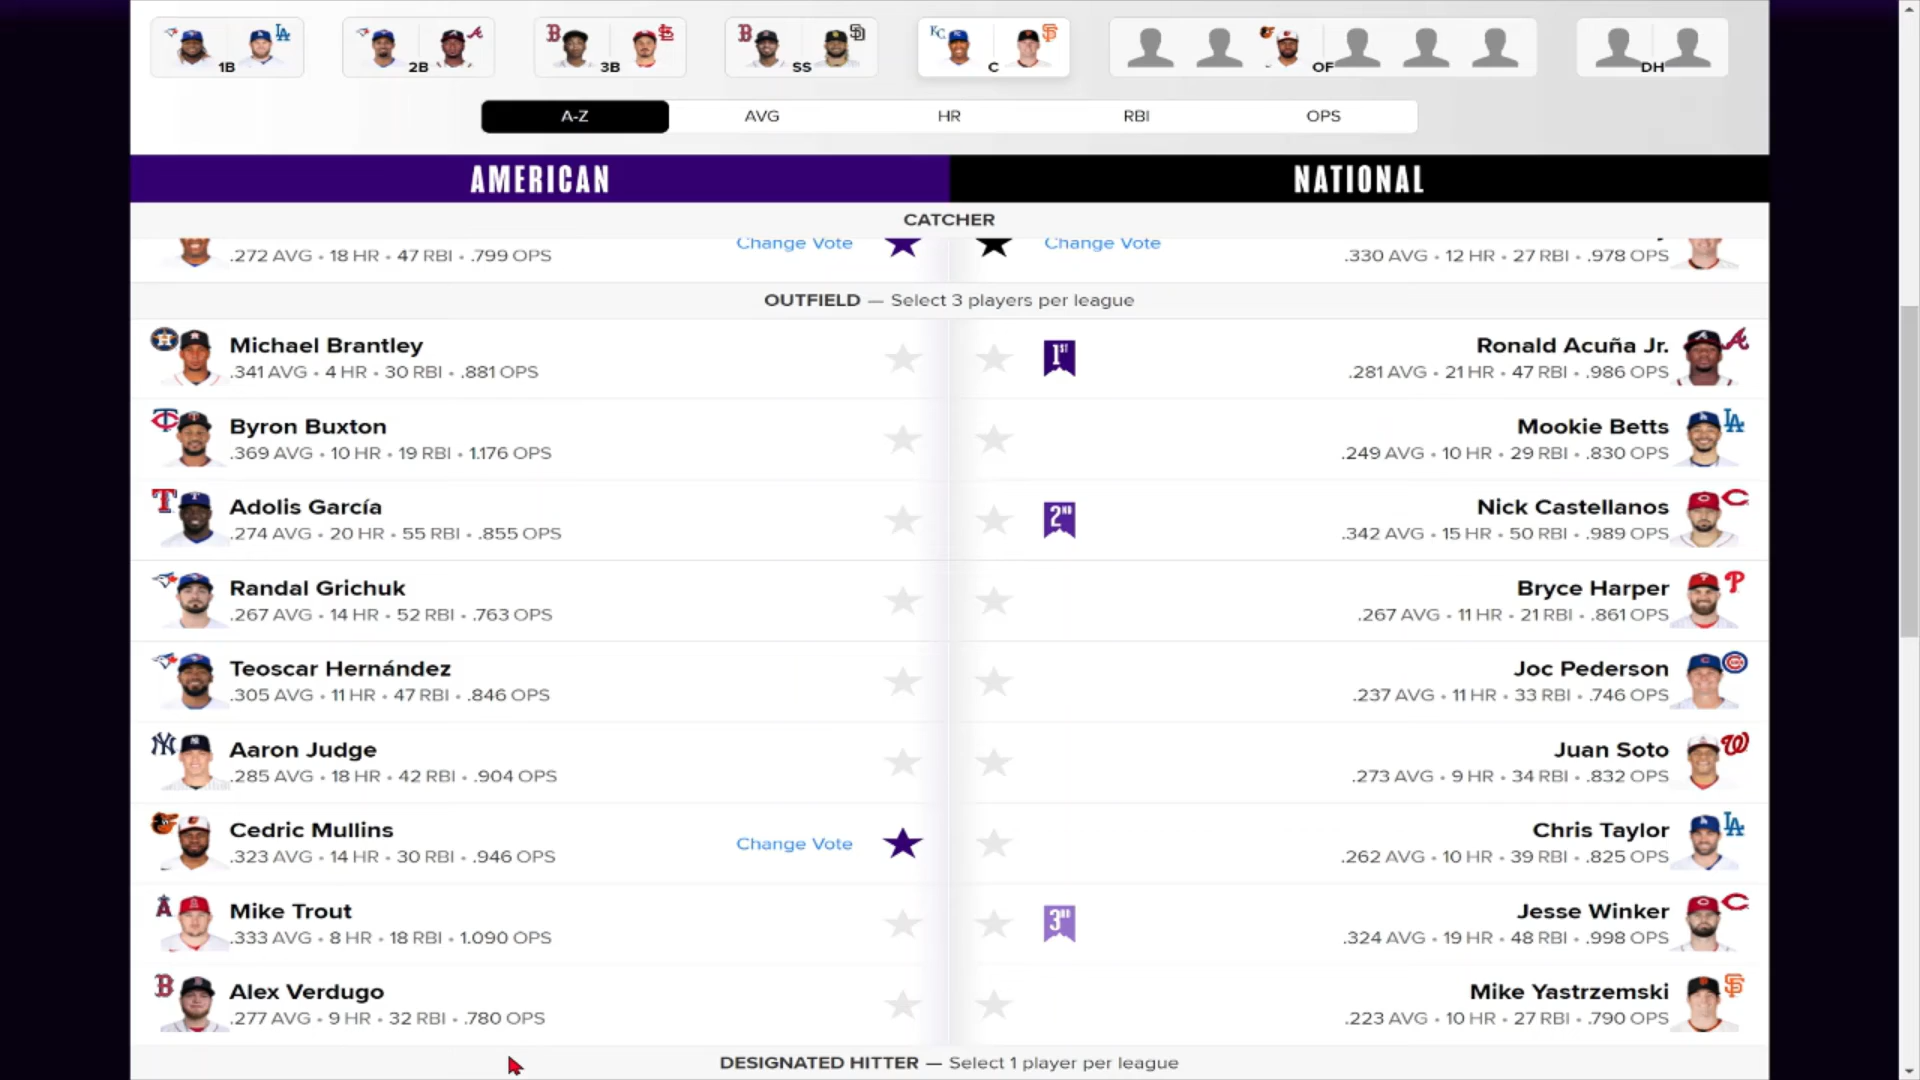 1B
2B
3B
SS
C
OF
DH
A-Z
AVG
HR
RBI
OPS
AMERICAN
NATIONAL
CATCHER
.272 AVG • 18 HR • 47 RBI • .799 OPS
Change Vote
Change Vote
.330 AVG • 12 HR • 27 RBI • .978 OPS
OUTFIELD — Select 3 players per league
Michael Brantley
.341 AVG • 4 HR • 30 RBI • .881 OPS
1ST
Ronald Acuña Jr.
.281 AVG • 21 HR • 47 RBI • .986 OPS
Byron Buxton
.369 AVG • 10 HR • 19 RBI • 1.176 OPS
Mookie Betts
.249 AVG • 10 HR • 29 RBI • .830 OPS
Adolis García
.274 AVG • 20 HR • 55 RBI • .855 OPS
2ND
Nick Castellanos
.342 AVG • 15 HR • 50 RBI • .989 OPS
Randal Grichuk
.267 AVG • 14 HR • 52 RBI • .763 OPS
Bryce Harper
.267 AVG • 11 HR • 21 RBI • .861 OPS
Teoscar Hernández
.305 AVG • 11 HR • 47 RBI • .846 OPS
Joc Pederson
.237 AVG • 11 HR • 33 RBI • .746 OPS
Aaron Judge
.285 AVG • 18 HR • 42 RBI • .904 OPS
Juan Soto
.273 AVG • 9 HR • 34 RBI • .832 OPS
Cedric Mullins
.323 AVG • 14 HR • 30 RBI • .946 OPS
Change Vote
Chris Taylor
.262 AVG • 10 HR • 39 RBI • .825 OPS
Mike Trout
.333 AVG • 8 HR • 18 RBI • 1.090 OPS
3RD
Jesse Winker
.324 AVG • 19 HR • 48 RBI • .998 OPS
Alex Verdugo
.277 AVG • 9 HR • 32 RBI • .780 OPS
Mike Yastrzemski
.223 AVG • 10 HR • 27 RBI • .790 OPS
DESIGNATED HITTER — Select 1 player per league